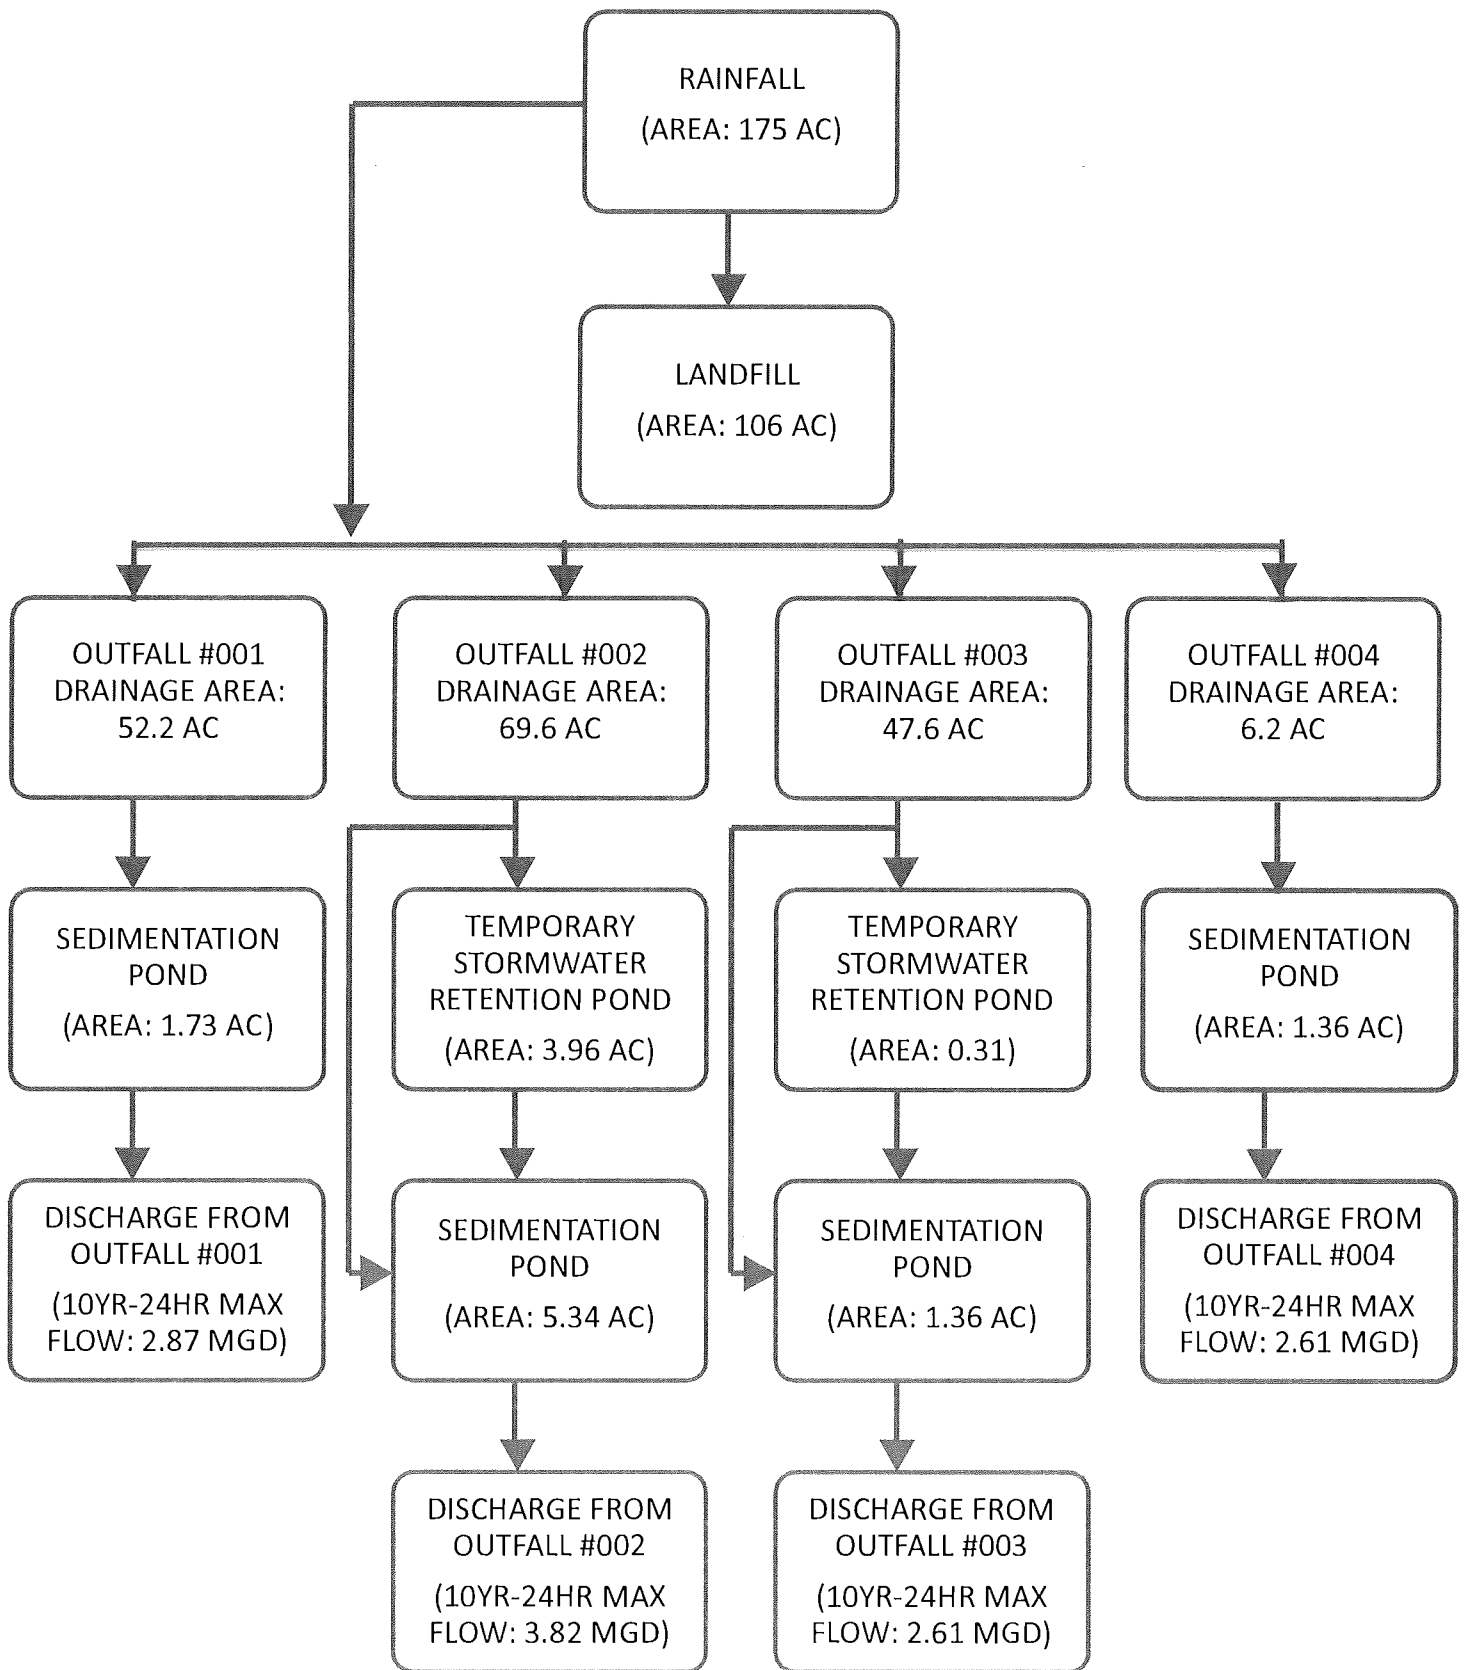 RAINFALL
(AREA: 175 AC)
LANDFILL
(AREA: 106 AC)
OUTFALL #001
DRAINAGE AREA:
52.2 AC
OUTFALL #002
DRAINAGE AREA:
69.6 AC
OUTFALL #003
DRAINAGE AREA:
47.6 AC
OUTFALL #004
DRAINAGE AREA:
6.2 AC
SEDIMENTATION
POND
(AREA: 1.73 AC)
TEMPORARY
STORMWATER
RETENTION POND
(AREA: 3.96 AC)
TEMPORARY
STORMWATER
RETENTION POND
(AREA: 0.31)
SEDIMENTATION
POND
(AREA: 1.36 AC)
DISCHARGE FROM
OUTFALL #001
(10YR-24HR MAX
FLOW: 2.87 MGD)
SEDIMENTATION
POND
(AREA: 5.34 AC)
SEDIMENTATION
POND
(AREA: 1.36 AC)
DISCHARGE FROM
OUTFALL #004
(10YR-24HR MAX
FLOW: 2.61 MGD)
DISCHARGE FROM
OUTFALL #002
(10YR-24HR MAX
FLOW: 3.82 MGD)
DISCHARGE FROM
OUTFALL #003
(10YR-24HR MAX
FLOW: 2.61 MGD)